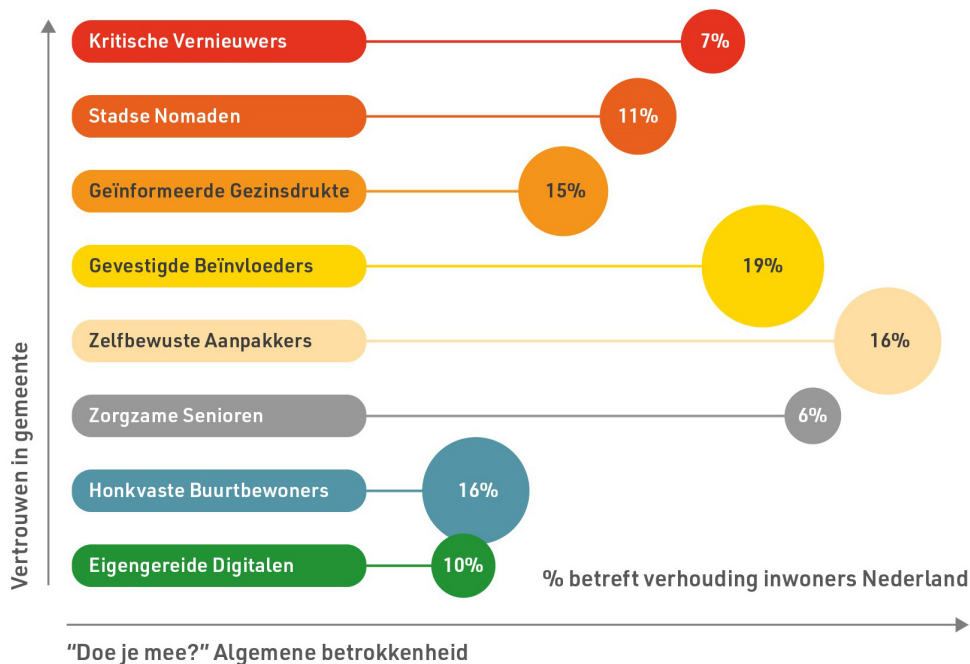 Kritische Vernieuwers 7%
Stadse Nomaden 11%
Geïnformeerde Gezinsdrukte 15%
Gevestigde Beïnvloeders 19%
Zelfbewuste Aanpakkers 16%
Zorgzame Senioren 6%
Honkvaste Buurtbewoners 16%
Eigengereide Digitalen 10%
Vertrouwen in gemeente
% betreft verhouding inwoners Nederland
“Doe je mee?” Algemene betrokkenheid